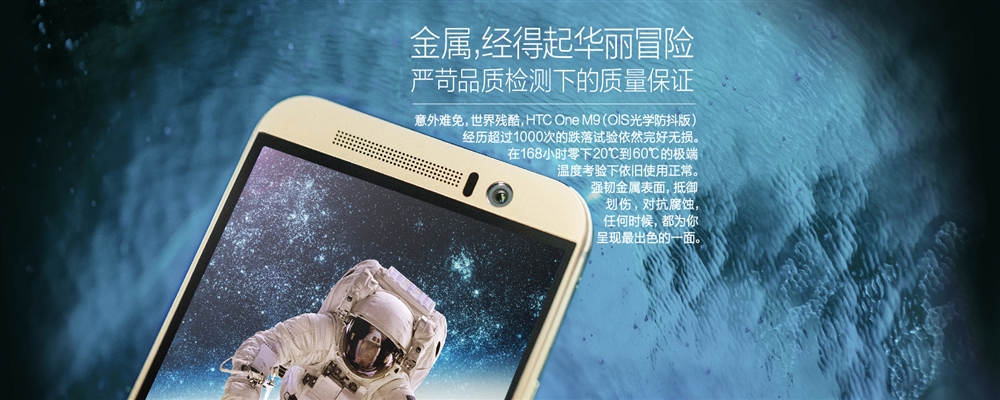 金属,经得起华丽冒险
严苛品质检测下的质量保证
意外难免,世界残酷,HTC One M9(OIS光学防抖版)
经历超过1000次的跌落试验依然完好无损。
在168小时零下20℃到60℃的极端
温度考验下依旧使用正常。
强韧金属表面,抵御
划伤,对抗腐蚀,
任何时候,都为你
呈现最出色的一面。